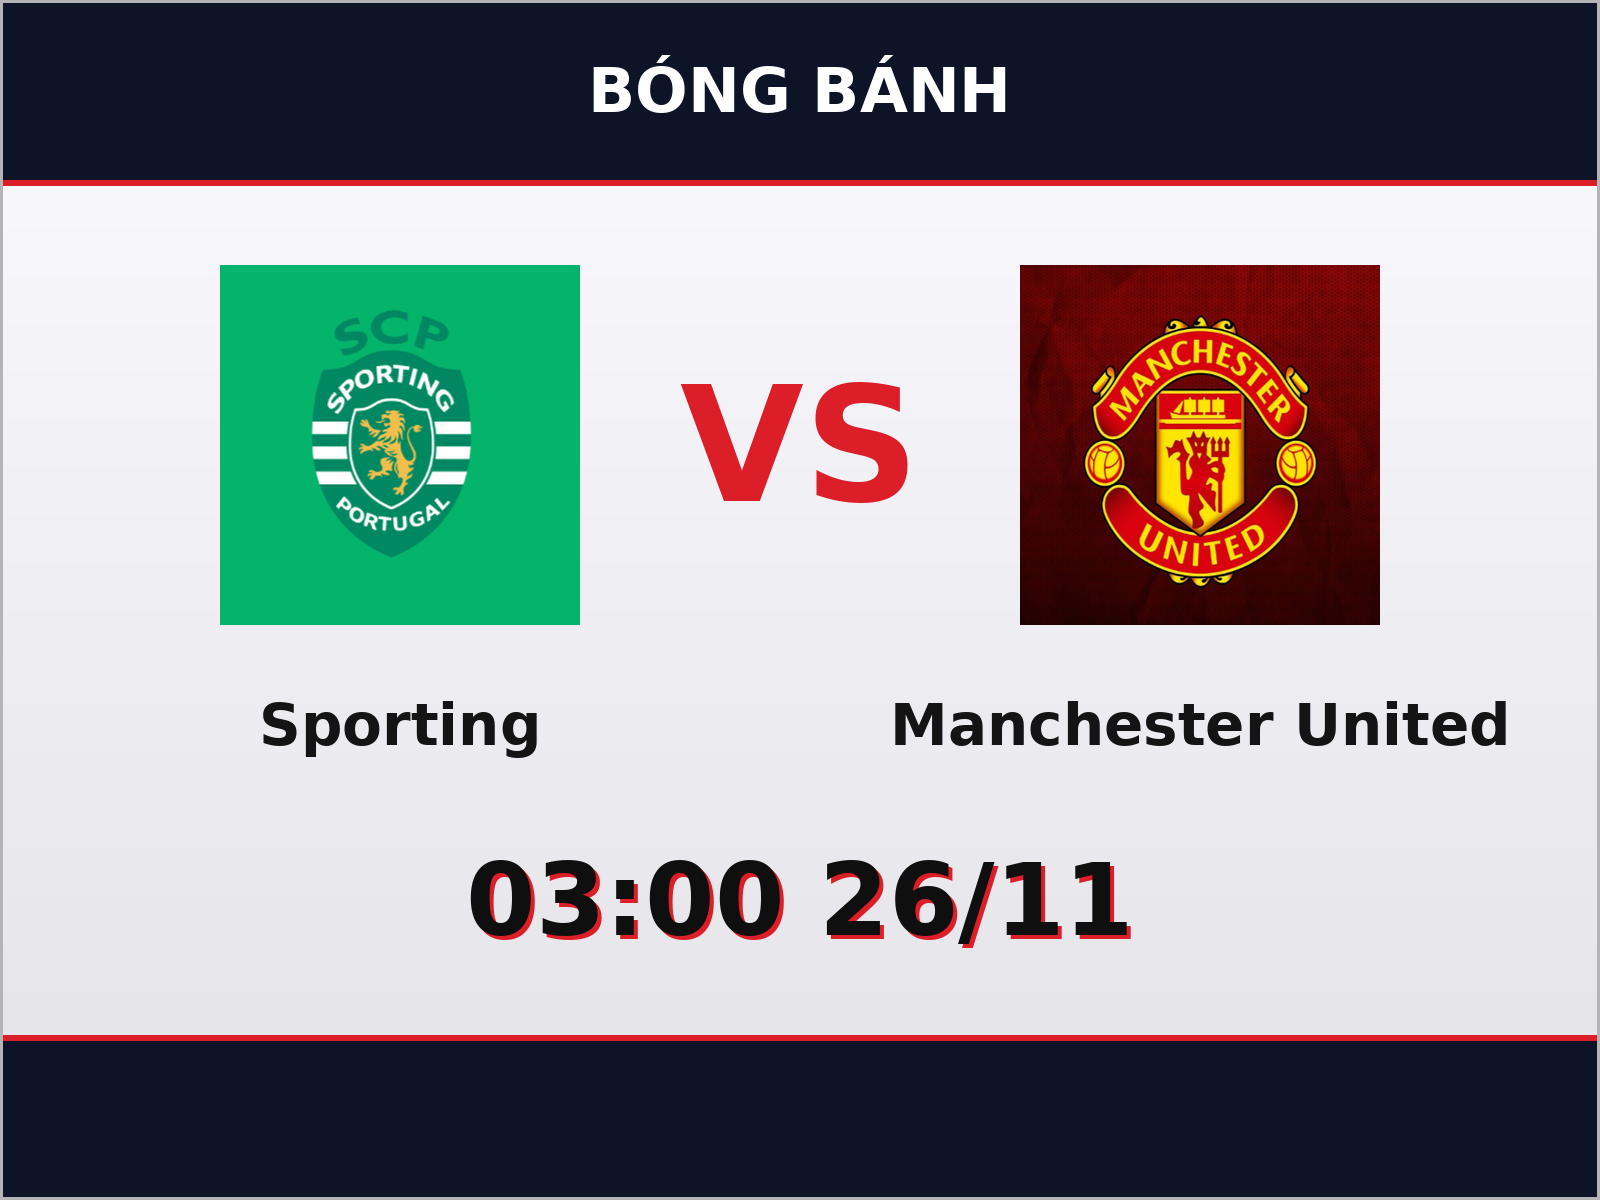 BÓNG BÁNH
SCP
SPORTING
PORTUGAL
VS
MANCHESTER
UNITED
Sporting
Manchester United
03:00 26/11